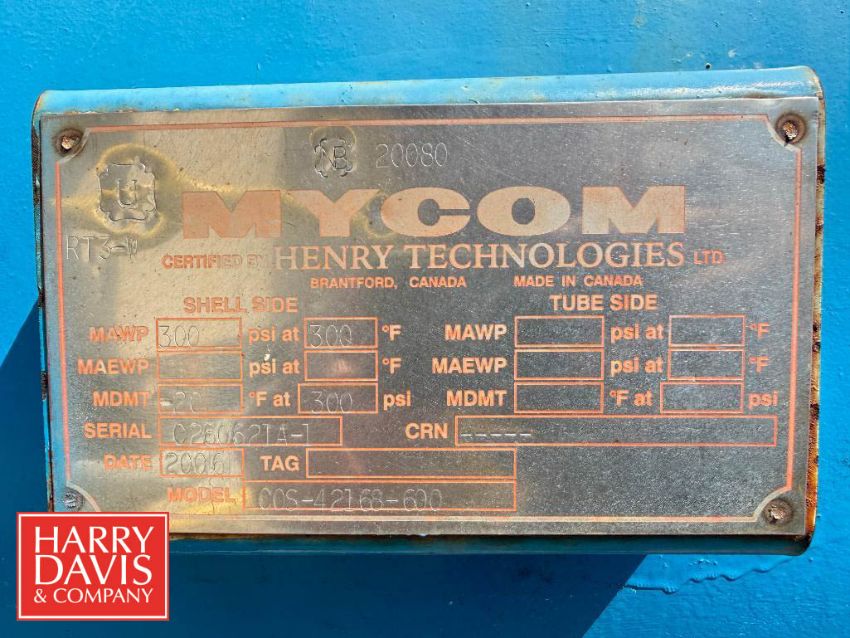 NB 20080
U
MYCOM
RT3-W
CERTIFIED BY HENRY TECHNOLOGIES LTD
BRANTFORD, CANADA MADE IN CANADA
SHELL SIDE TUBE SIDE
MAWP 300 psi at 300 °F MAWP psi at °F
MAEWP psi at °F MAEWP psi at °F
MDMT -20 °F at 300 psi MDMT °F at psi
SERIAL C260621A-1 CRN -----
DATE 2006 TAG
MODEL OOS-42168-600
HARRY
DAVIS
& COMPANY